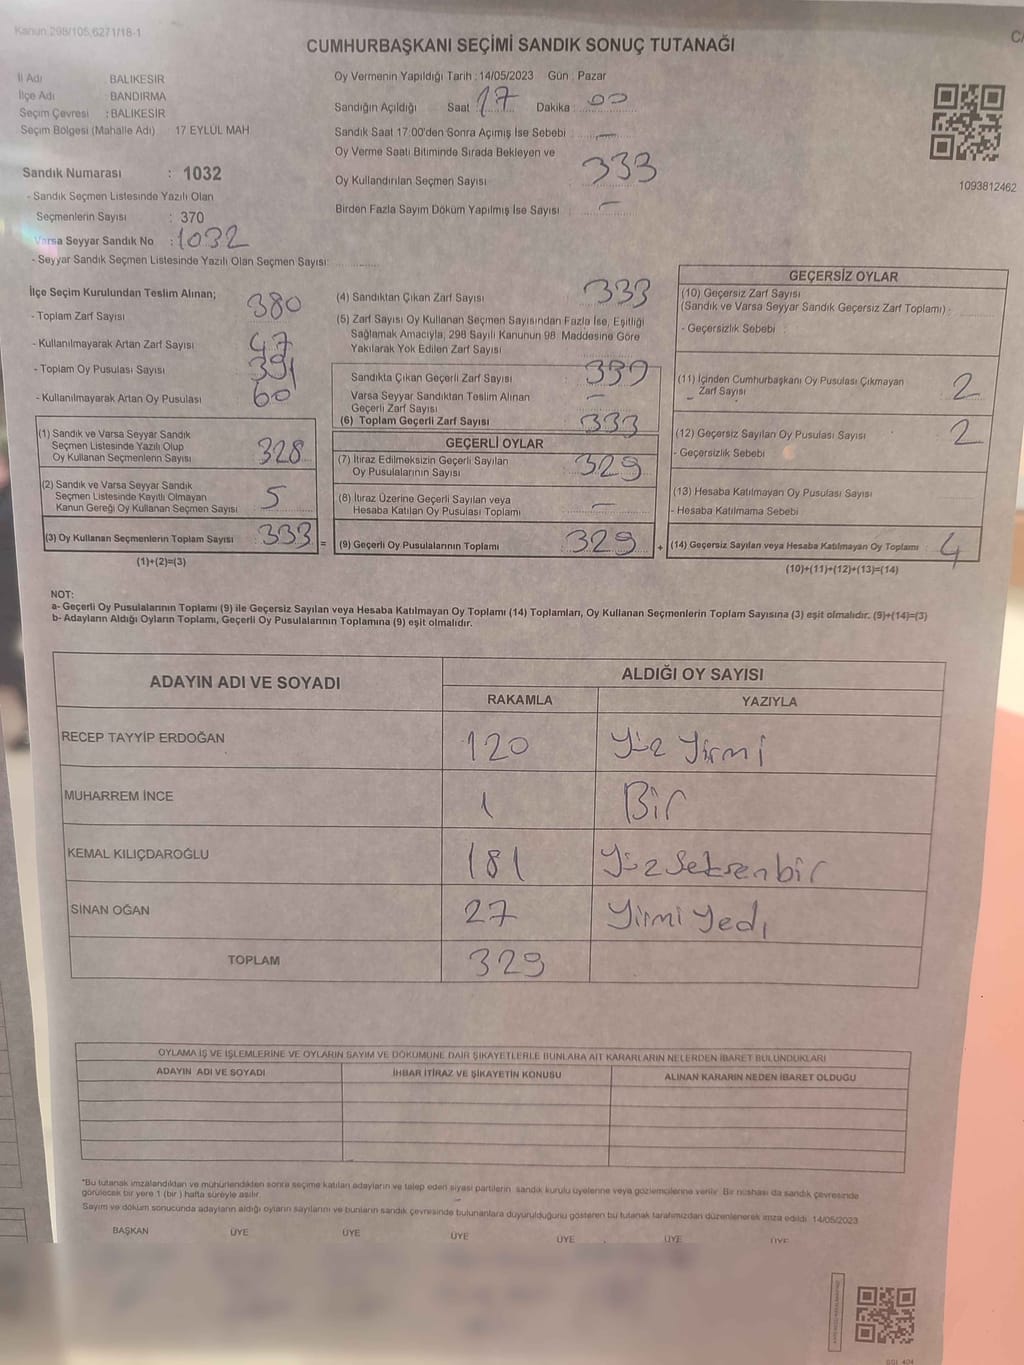 Kanun 298/105,6271/18-1
CUMHURBAŞKANI SEÇİMİ SANDIK SONUÇ TUTANAĞI
İl Adı : BALIKESİR
İlçe Adı : BANDIRMA
Seçim Çevresi : BALIKESİR
Seçim Bölgesi (Mahalle Adı) 17 EYLÜL MAH
Oy Vermenin Yapıldığı Tarih : 14/05/2023 Gün : Pazar
Sandığın Açıldığı Saat 17 Dakika : 00
Sandık Saat 17:00'den Sonra Açımış İse Sebebi : —
Oy Verme Saati Bitiminde Sırada Bekleyen ve
Oy Kullandırılan Seçmen Sayısı : 333
Birden Fazla Sayım Döküm Yapılmış İse Sayısı : —
1093812462
Sandık Numarası : 1032
- Sandık Seçmen Listesinde Yazılı Olan
Seçmenlerin Sayısı : 370
Varsa Seyyar Sandık No : 1032
- Seyyar Sandık Seçmen Listesinde Yazılı Olan Seçmen Sayısı:
İlçe Seçim Kurulundan Teslim Alınan;
- Toplam Zarf Sayısı 380
- Kullanılmayarak Artan Zarf Sayısı : 47
- Toplam Oy Pusulası Sayısı : 391
- Kullanılmayarak Artan Oy Pusulası : 60
(1) Sandık ve Varsa Seyyar Sandık
Seçmen Listesinde Yazılı Olup
Oy Kullanan Seçmenlerin Sayısı : 328
(2) Sandık ve Varsa Seyyar Sandık
Seçmen Listesinde Kayıtlı Olmayan
Kanun Gereği Oy Kullanan Seçmen Sayısı : 5
(3) Oy Kullanan Seçmenlerin Toplam Sayısı : 333 =
(1)+(2)=(3)
(4) Sandıktan Çıkan Zarf Sayısı : 333
(5) Zarf Sayısı Oy Kullanan Seçmen Sayısından Fazla İse, Eşitliği
Sağlamak Amacıyla, 298 Sayılı Kanunun 98. Maddesine Göre
Yakılarak Yok Edilen Zarf Sayısı
Sandıkta Çıkan Geçerli Zarf Sayısı : 339
Varsa Seyyar Sandıktan Teslim Alınan
Geçerli Zarf Sayısı : —
(6) Toplam Geçerli Zarf Sayısı : 333
GEÇERLİ OYLAR
(7) İtiraz Edilmeksizin Geçerli Sayılan
Oy Pusulalarının Sayısı : 329
(8) İtiraz Üzerine Geçerli Sayılan veya
Hesaba Katılan Oy Pusulası Toplamı : —
(9) Geçerli Oy Pusulalarının Toplamı : 329 +
GEÇERSİZ OYLAR
(10) Geçersiz Zarf Sayısı
(Sandık ve Varsa Seyyar Sandık Geçersiz Zarf Toplamı) :
- Geçersizlik Sebebi :
(11) İçinden Cumhurbaşkanı Oy Pusulası Çıkmayan
Zarf Sayısı : 2
(12) Geçersiz Sayılan Oy Pusulası Sayısı : 2
- Geçersizlik Sebebi
(13) Hesaba Katılmayan Oy Pusulası Sayısı
- Hesaba Katılmama Sebebi
(14) Geçersiz Sayılan veya Hesaba Katılmayan Oy Toplamı : 4
(10)+(11)+(12)+(13)=(14)
NOT:
a- Geçerli Oy Pusulalarının Toplamı (9) ile Geçersiz Sayılan veya Hesaba Katılmayan Oy Toplamı (14) Toplamları, Oy Kullanan Seçmenlerin Toplam Sayısına (3) eşit olmalıdır. (9)+(14)=(3)
b- Adayların Aldığı Oyların Toplamı, Geçerli Oy Pusulalarının Toplamına (9) eşit olmalıdır.
ADAYIN ADI VE SOYADI
ALDIĞI OY SAYISI
RAKAMLA YAZIYLA
RECEP TAYYİP ERDOĞAN 120 Yüz Yirmi
MUHARREM İNCE 1 Bir
KEMAL KILIÇDAROĞLU 181 Yüz Seksen bir
SİNAN OĞAN 27 Yirmi Yedi
TOPLAM 329
OYLAMA İŞ VE İŞLEMLERİNE VE OYLARIN SAYIM VE DÖKÜMÜNE DAİR ŞİKAYETLERLE BUNLARA AİT KARARLARIN NELERDEN İBARET BULUNDUKLARI
ADAYIN ADI VE SOYADI İHBAR İTİRAZ VE ŞİKAYETİN KONUSU ALINAN KARARIN NEDEN İBARET OLDUĞU
*Bu tutanak imzalandıktan ve mühürlendikten sonra seçime katılan adayların ve talep eden siyasi partilerin sandık kurulu üyelerine veya gözlemcilerine verilir. Bir nüshası da sandık çevresinde
görülecek bir yere 1 (bir) hafta süreyle asılır.
Sayım ve döküm sonucunda adayların aldığı oyların sayılarını ve bunların sandık çevresinde bulunanlara duyurulduğunu gösteren bu tutanak tarafımızdan düzenlenerek imza edildi. 14/05/2023
BAŞKAN ÜYE ÜYE ÜYE ÜYE ÜYE ÜYE